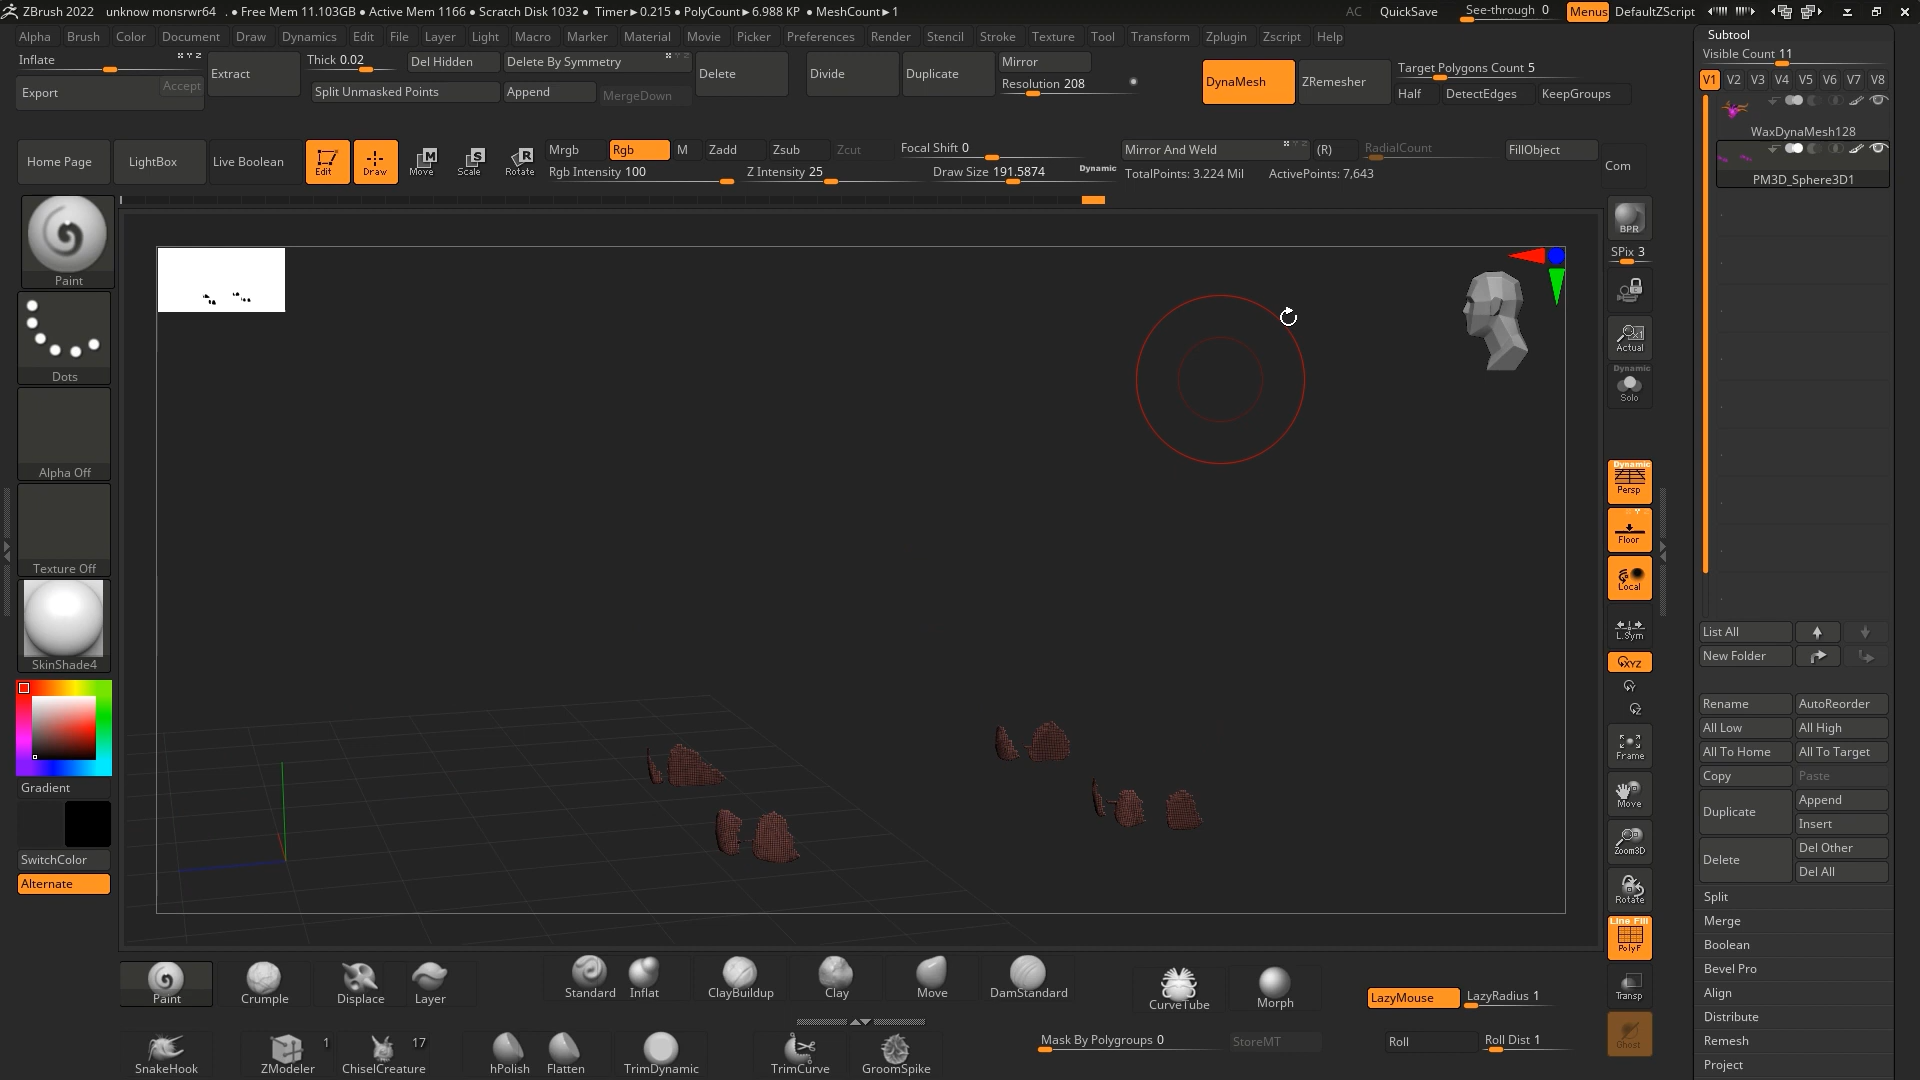 ZBrush 2022 unknow monsrwr64 . ● Free Mem 11.103GB ● Active Mem 1166 ● Scratch Disk 1032 ● Timer►0.215 ● PolyCount►6.988 KP ● MeshCount►1 AC QuickSave See-through 0 Menus DefaultZScript
Alpha Brush Color Document Draw Dynamics Edit File Layer Light Macro Marker Material Movie Picker Preferences Render Stencil Stroke Texture Tool Transform Zplugin Zscript Help
Inflate
Export
Accept
Extract
Thick 0.02
Del Hidden
Delete By Symmetry
Split Unmasked Points
Append
MergeDown
Delete
Divide
Duplicate
Mirror
Resolution 208
DynaMesh
ZRemesher
Target Polygons Count 5
Half
DetectEdges
KeepGroups
Home Page
LightBox
Live Boolean
Edit
Draw
Move
Scale
Rotate
Mrgb
Rgb
M
Zadd
Zsub
Zcut
Rgb Intensity 100
Z Intensity 25
Focal Shift 0
Draw Size 191.5874
Dynamic
Mirror And Weld
(R)
RadialCount
TotalPoints: 3.224 Mil
ActivePoints: 7,643
FillObject
Com
Paint
Dots
Alpha Off
Texture Off
SkinShade4
Gradient
SwitchColor
Alternate
BPR
SPix 3
Actual
Dynamic
Solo
Dynamic
Persp
Floor
Local
L.Sym
XYZ
Y
Z
Frame
Move
Zoom3D
Rotate
Line Fill
PolyF
Transp
Ghost
Subtool
Visible Count 11
V1 V2 V3 V4 V5 V6 V7 V8
WaxDynaMesh128
PM3D_Sphere3D1
List All
New Folder
Rename
AutoReorder
All Low
All High
All To Home
All To Target
Copy
Paste
Duplicate
Append
Insert
Delete
Del Other
Del All
Split
Merge
Boolean
Bevel Pro
Align
Distribute
Remesh
Project
Paint
Crumple
Displace
Layer
Standard
Inflat
ClayBuildup
Clay
Move
DamStandard
CurveTube
Morph
LazyMouse
LazyRadius 1
SnakeHook
1
ZModeler
17
ChiselCreature
hPolish
Flatten
TrimDynamic
TrimCurve
GroomSpike
Mask By Polygroups 0
StoreMT
Roll
Roll Dist 1